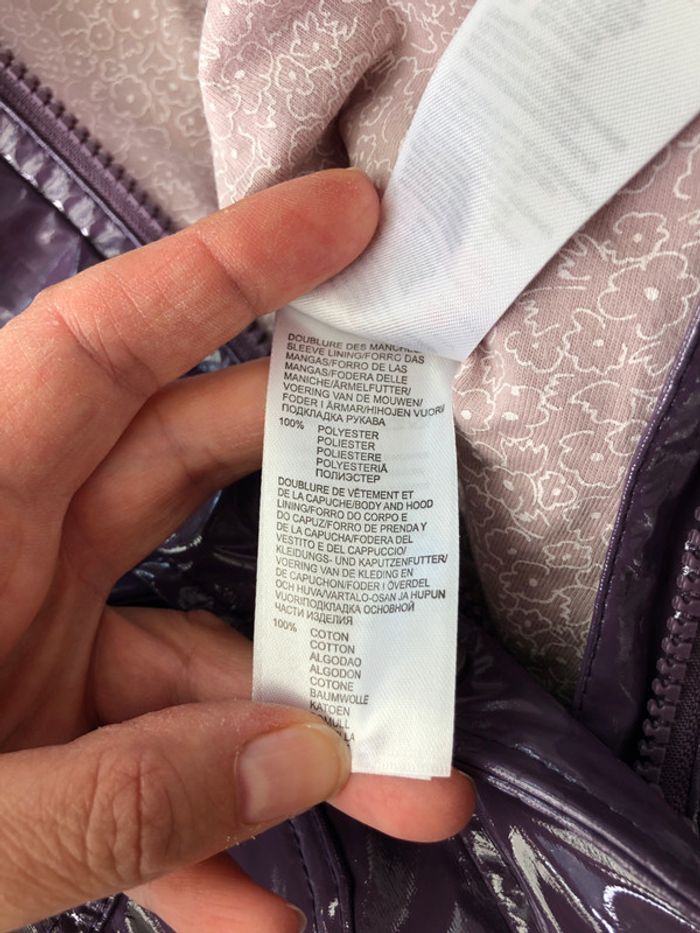 DOUBLURE DES MANCHES/
SLEEVE LINING/FORRO DAS
MANGAS/FORRO DE LAS
MANGAS/FODERA DELLE
MANICHE/ÄRMELFUTTER/
VOERING VAN DE MOUWEN/
FODER I ÄRMAR/HIHOJEN VUORI/
ПОДКЛАДКА РУКАВА
100% POLYESTER
POLIESTER
POLIESTERE
POLYESTERIÄ
ПОЛИЭСТЕР
DOUBLURE DE VÊTEMENT ET
DE LA CAPUCHE/BODY AND HOOD
LINING/FORRO DO CORPO E
DO CAPUZ/FORRO DE PRENDA Y
DE LA CAPUCHA/FODERA DEL
VESTITO E DEL CAPPUCCIO/
KLEIDUNGS- UND KAPUTZENFUTTER/
VOERING VAN DE KLEDING EN
DE CAPUCHON/FODER I ÖVERDEL
OCH HUVA/VARTALO-OSAN JA HUPUN
VUORI/ПОДКЛАДКА ОСНОВНОЙ
ЧАСТИ ИЗДЕЛИЯ
100% COTON
COTTON
ALGODAO
ALGODON
COTONE
BAUMWOLLE
KATOEN